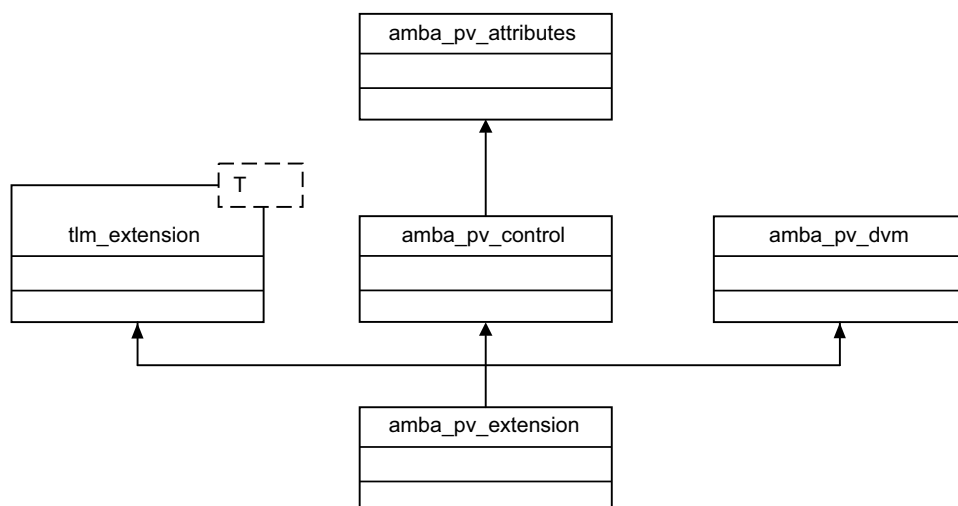 amba_pv_attributes
T
tlm_extension
amba_pv_control
amba_pv_dvm
amba_pv_extension